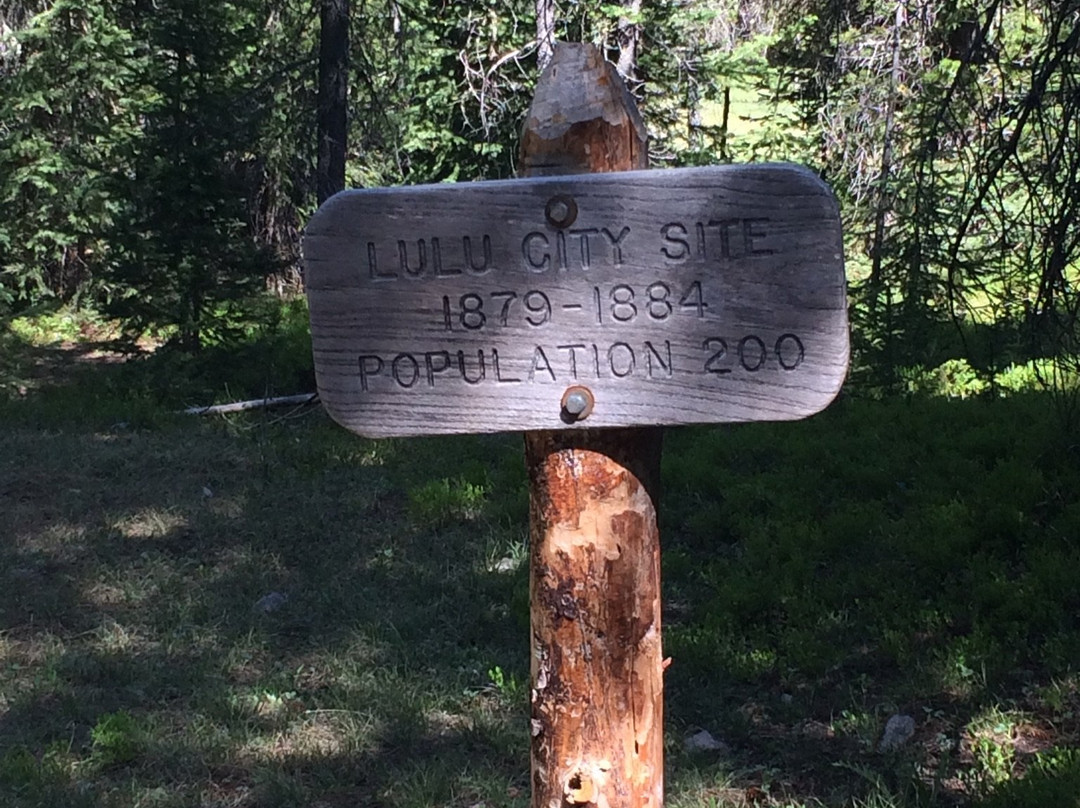 LULU CITY SITE
1879-1884
POPULATION 200